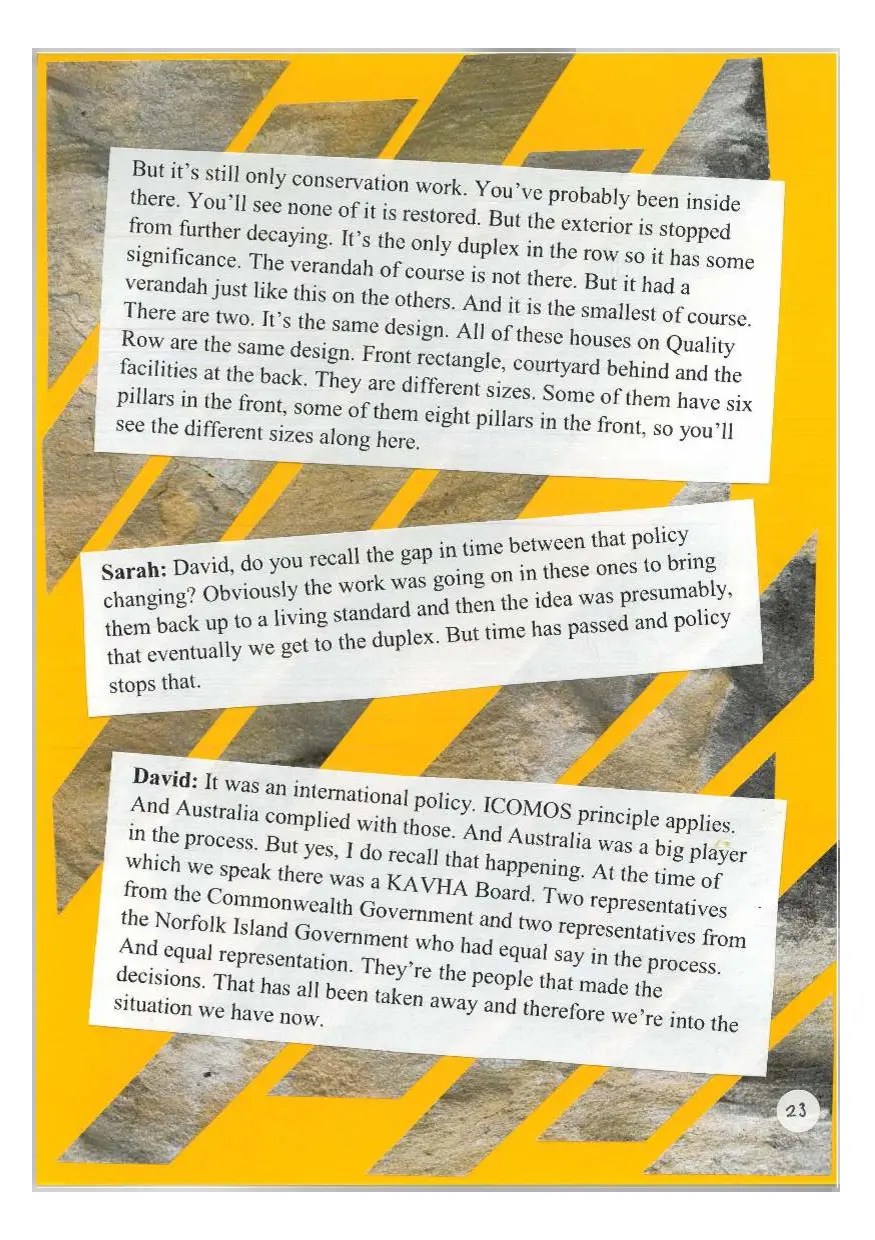 But it's still only conservation work. You've probably been inside
there. You'll see none of it is restored. But the exterior is stopped
from further decaying. It's the only duplex in the row so it has some
significance. The verandah of course is not there. But it had a
verandah just like this on the others. And it is the smallest of course.
There are two. It's the same design. All of these houses on Quality
Row are the same design. Front rectangle, courtyard behind and the
facilities at the back. They are different sizes. Some of them have six
pillars in the front, some of them eight pillars in the front, so you'll
see the different sizes along here.
Sarah: David, do you recall the gap in time between that policy
changing? Obviously the work was going on in these ones to bring
them back up to a living standard and then the idea was presumably,
that eventually we get to the duplex. But time has passed and policy
stops that.
David: It was an international policy. ICOMOS principle applies.
And Australia complied with those. And Australia was a big player
in the process. But yes, I do recall that happening. At the time of
which we speak there was a KAVHA Board. Two representatives
from the Commonwealth Government and two representatives from
the Norfolk Island Government who had equal say in the process.
And equal representation. They're the people that made the
decisions. That has all been taken away and therefore we're into the
situation we have now.
23